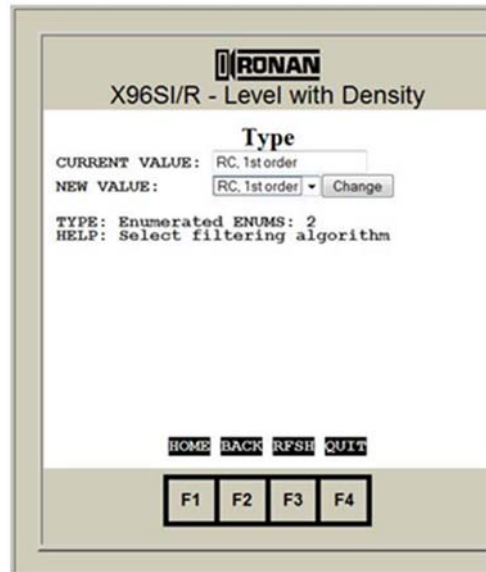 RONAN
X96SI/R - Level with Density
Type
CURRENT VALUE: RC, 1st order
NEW VALUE: RC, 1st order Change
TYPE: Enumerated ENUMS: 2
HELP: Select filtering algorithm
HOME BACK RFSH QUIT
F1 F2 F3 F4